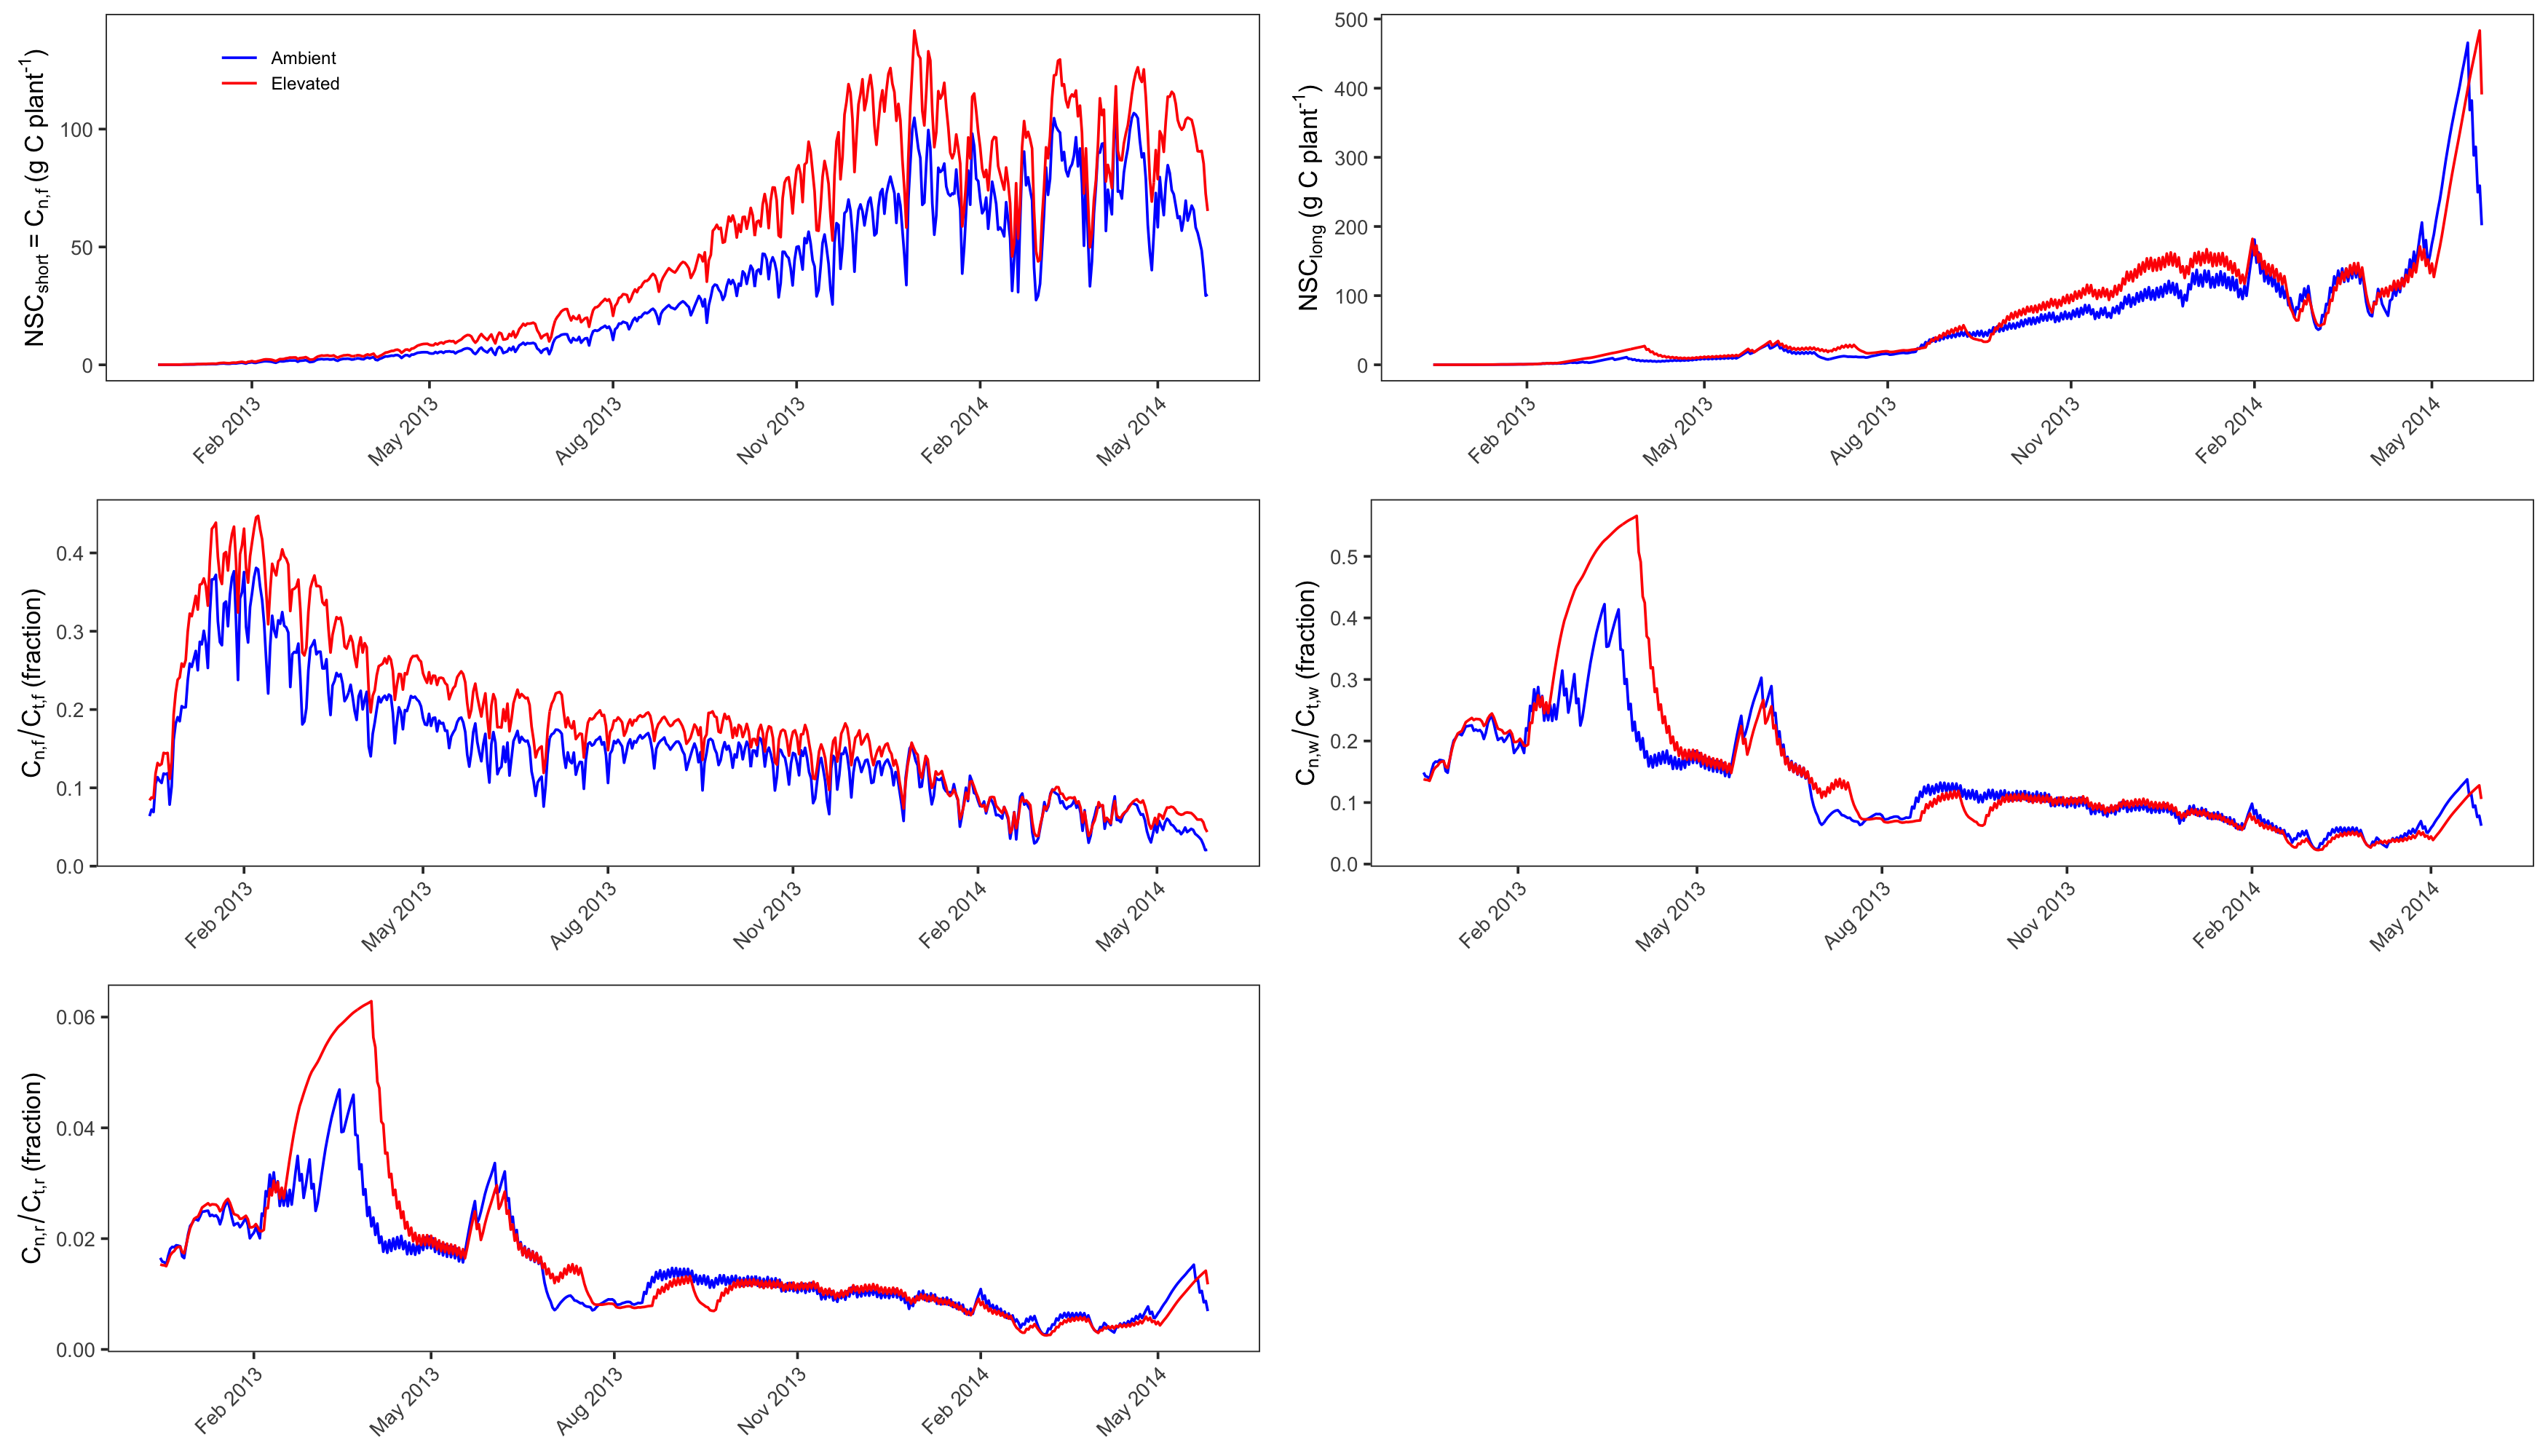 NSCshort = Cn,f (g C plant-1)
Ambient
Elevated
100
50
0
Feb 2013
May 2013
Aug 2013
Nov 2013
Feb 2014
May 2014
NSClong (g C plant-1)
500
400
300
200
100
0
Feb 2013
May 2013
Aug 2013
Nov 2013
Feb 2014
May 2014
Cn,f/Ct,f (fraction)
0.4
0.3
0.2
0.1
0.0
Feb 2013
May 2013
Aug 2013
Nov 2013
Feb 2014
May 2014
Cn,w/Ct,w (fraction)
0.5
0.4
0.3
0.2
0.1
0.0
Feb 2013
May 2013
Aug 2013
Nov 2013
Feb 2014
May 2014
Cn,r/Ct,r (fraction)
0.06
0.04
0.02
0.00
Feb 2013
May 2013
Aug 2013
Nov 2013
Feb 2014
May 2014